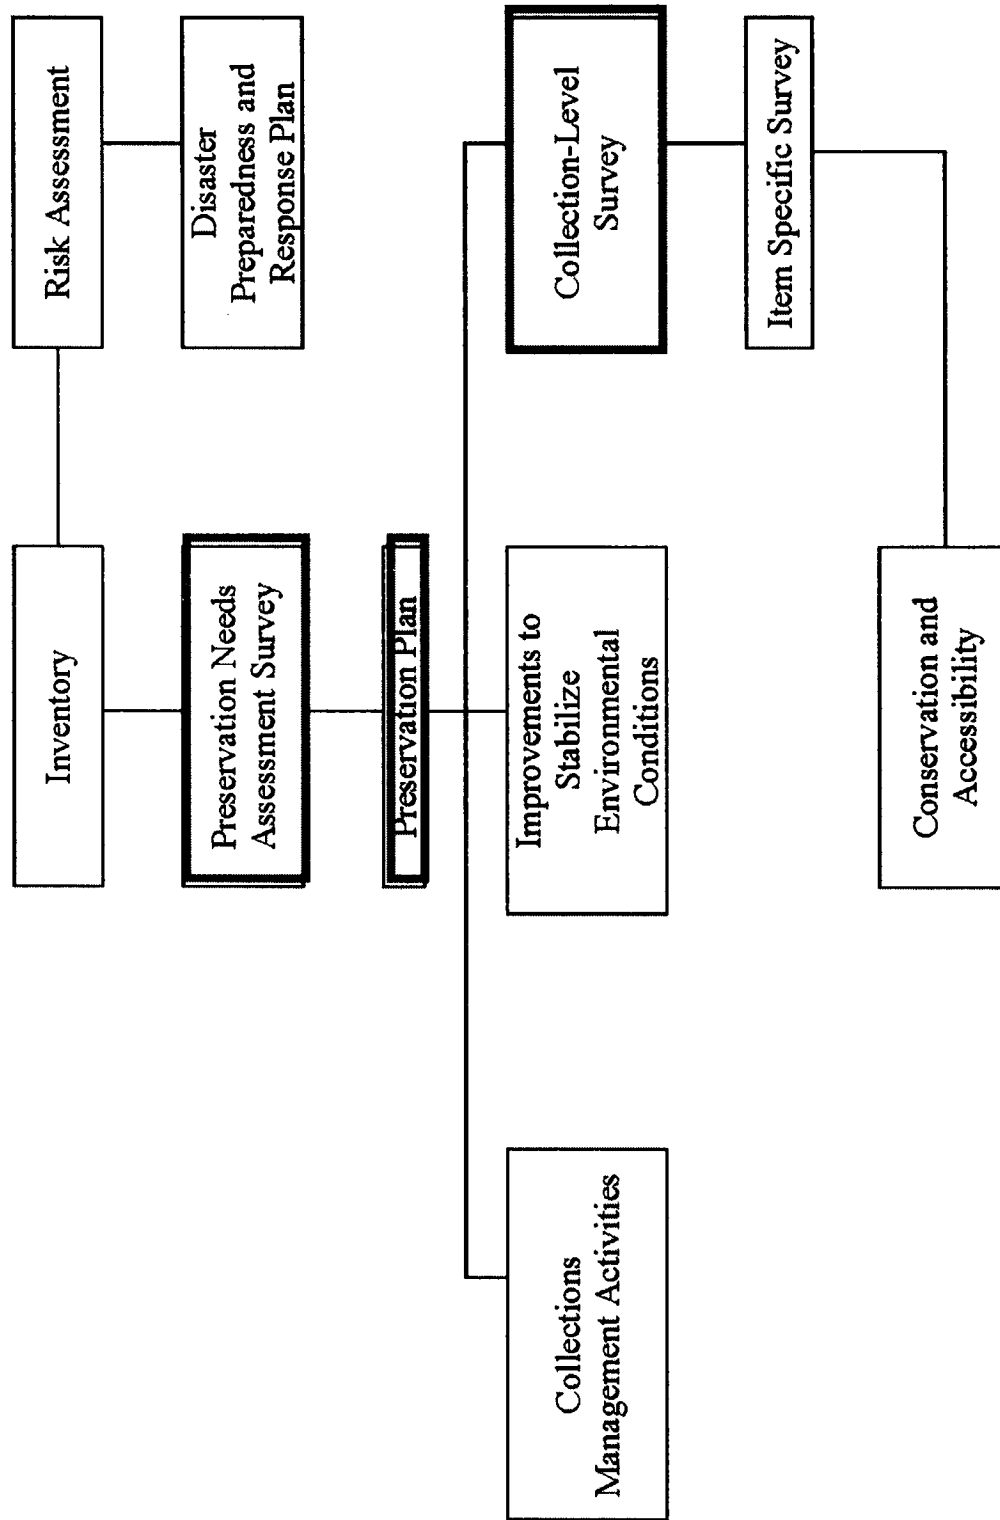 Inventory
Risk Assessment
Preservation Needs
Assessment Survey
Disaster
Preparedness and
Response Plan
Preservation Plan
Collections
Management Activities
Improvements to
Stabilize
Environmental
Conditions
Collection-Level
Survey
Item Specific Survey
Conservation and
Accessibility